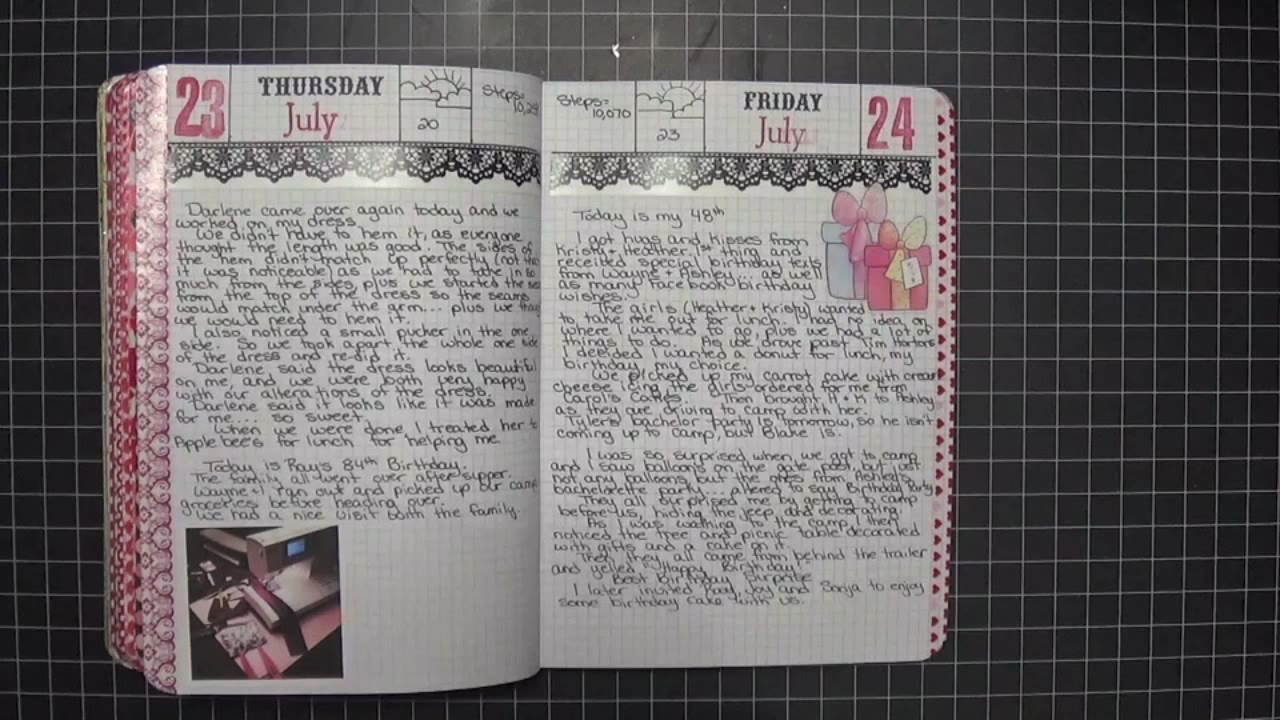 23
THURSDAY
July
20
Steps=
Darlene came over again today and we
worked on my dress.
We didn't have to hem it, as everyone
thought the length was good. The sides of
the hem didn't match up perfectly (not that
it was noticeable) as we had to take in so
much from the sides, plus we started the
from the top of the dress so the seams
would match under the arm... plus we
we would need to hem it.
I also noticed a small pucker in the one
side. So we took apart the whole one side
of the dress and re-did it.
Darlene said the dress looks beautiful
on me, and we were both very happy
with our alterations of the dress.
Darlene said it looks like it was made
for me... so sweet.
When we were done, I treated her to
Applebee's for lunch for helping me.
Today is Ray's 84th Birthday.
The family all went over after supper.
Wayne + I ran out and picked up our camp
groceries before heading over.
We had a nice visit with the family.
Steps=
10,070
23
FRIDAY
July
24
Today is my 48th
I got hugs and kisses from
Krista + Heather 1st thing and
received special birthday texts
from Wayne + Ashley... as well
as many Facebook birthday
wishes.
The girls (Heather + Kristy) wanted
to take me out for lunch. I had no idea on
where I wanted to go, plus we had a lot of
things to do. As we drove past Tim Hortons
I decided I wanted a donut for lunch, my
birthday, my choice.
We picked up my carrot cake with cream
cheese icing the girls ordered for me from
Carol's Cakes. Then brought H + K to Ashley
as they are driving to camp with her.
Tyler's bachelor party is tomorrow, so he isn't
coming up to camp, but Blake is.
I was so surprised when we got to camp
and I saw balloons on the gate post, but just
not any balloons, but the ones from Ashley's
bachelorette party... altered to say Birthday Party
They all surprised me by getting to camp
before us, hiding the jeep and decorating.
As I was walking to the camp I then
noticed the tree and picnic table decorated
with gifts and a cake on it.
Then they all came from behind the trailer
and yelled "Happy Birthday!"
Best birthday surprise
I later invited Joy and Sonja to enjoy
some birthday cake with us.